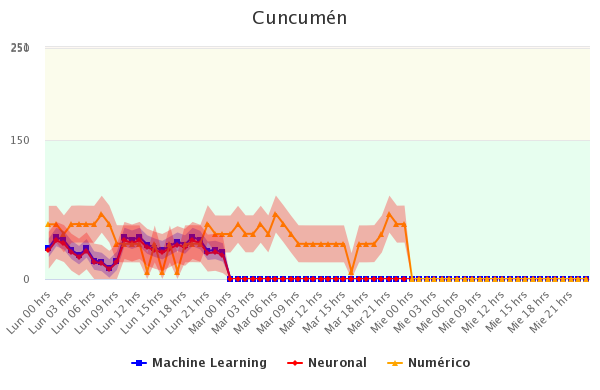 Cuncumén
250
150
0
Lun 00 hrs
Lun 03 hrs
Lun 06 hrs
Lun 09 hrs
Lun 12 hrs
Lun 15 hrs
Lun 18 hrs
Lun 21 hrs
Mar 00 hrs
Mar 03 hrs
Mar 06 hrs
Mar 09 hrs
Mar 12 hrs
Mar 15 hrs
Mar 18 hrs
Mar 21 hrs
Mie 00 hrs
Mie 03 hrs
Mie 06 hrs
Mie 09 hrs
Mie 12 hrs
Mie 15 hrs
Mie 18 hrs
Mie 21 hrs
Machine Learning Neuronal Numérico